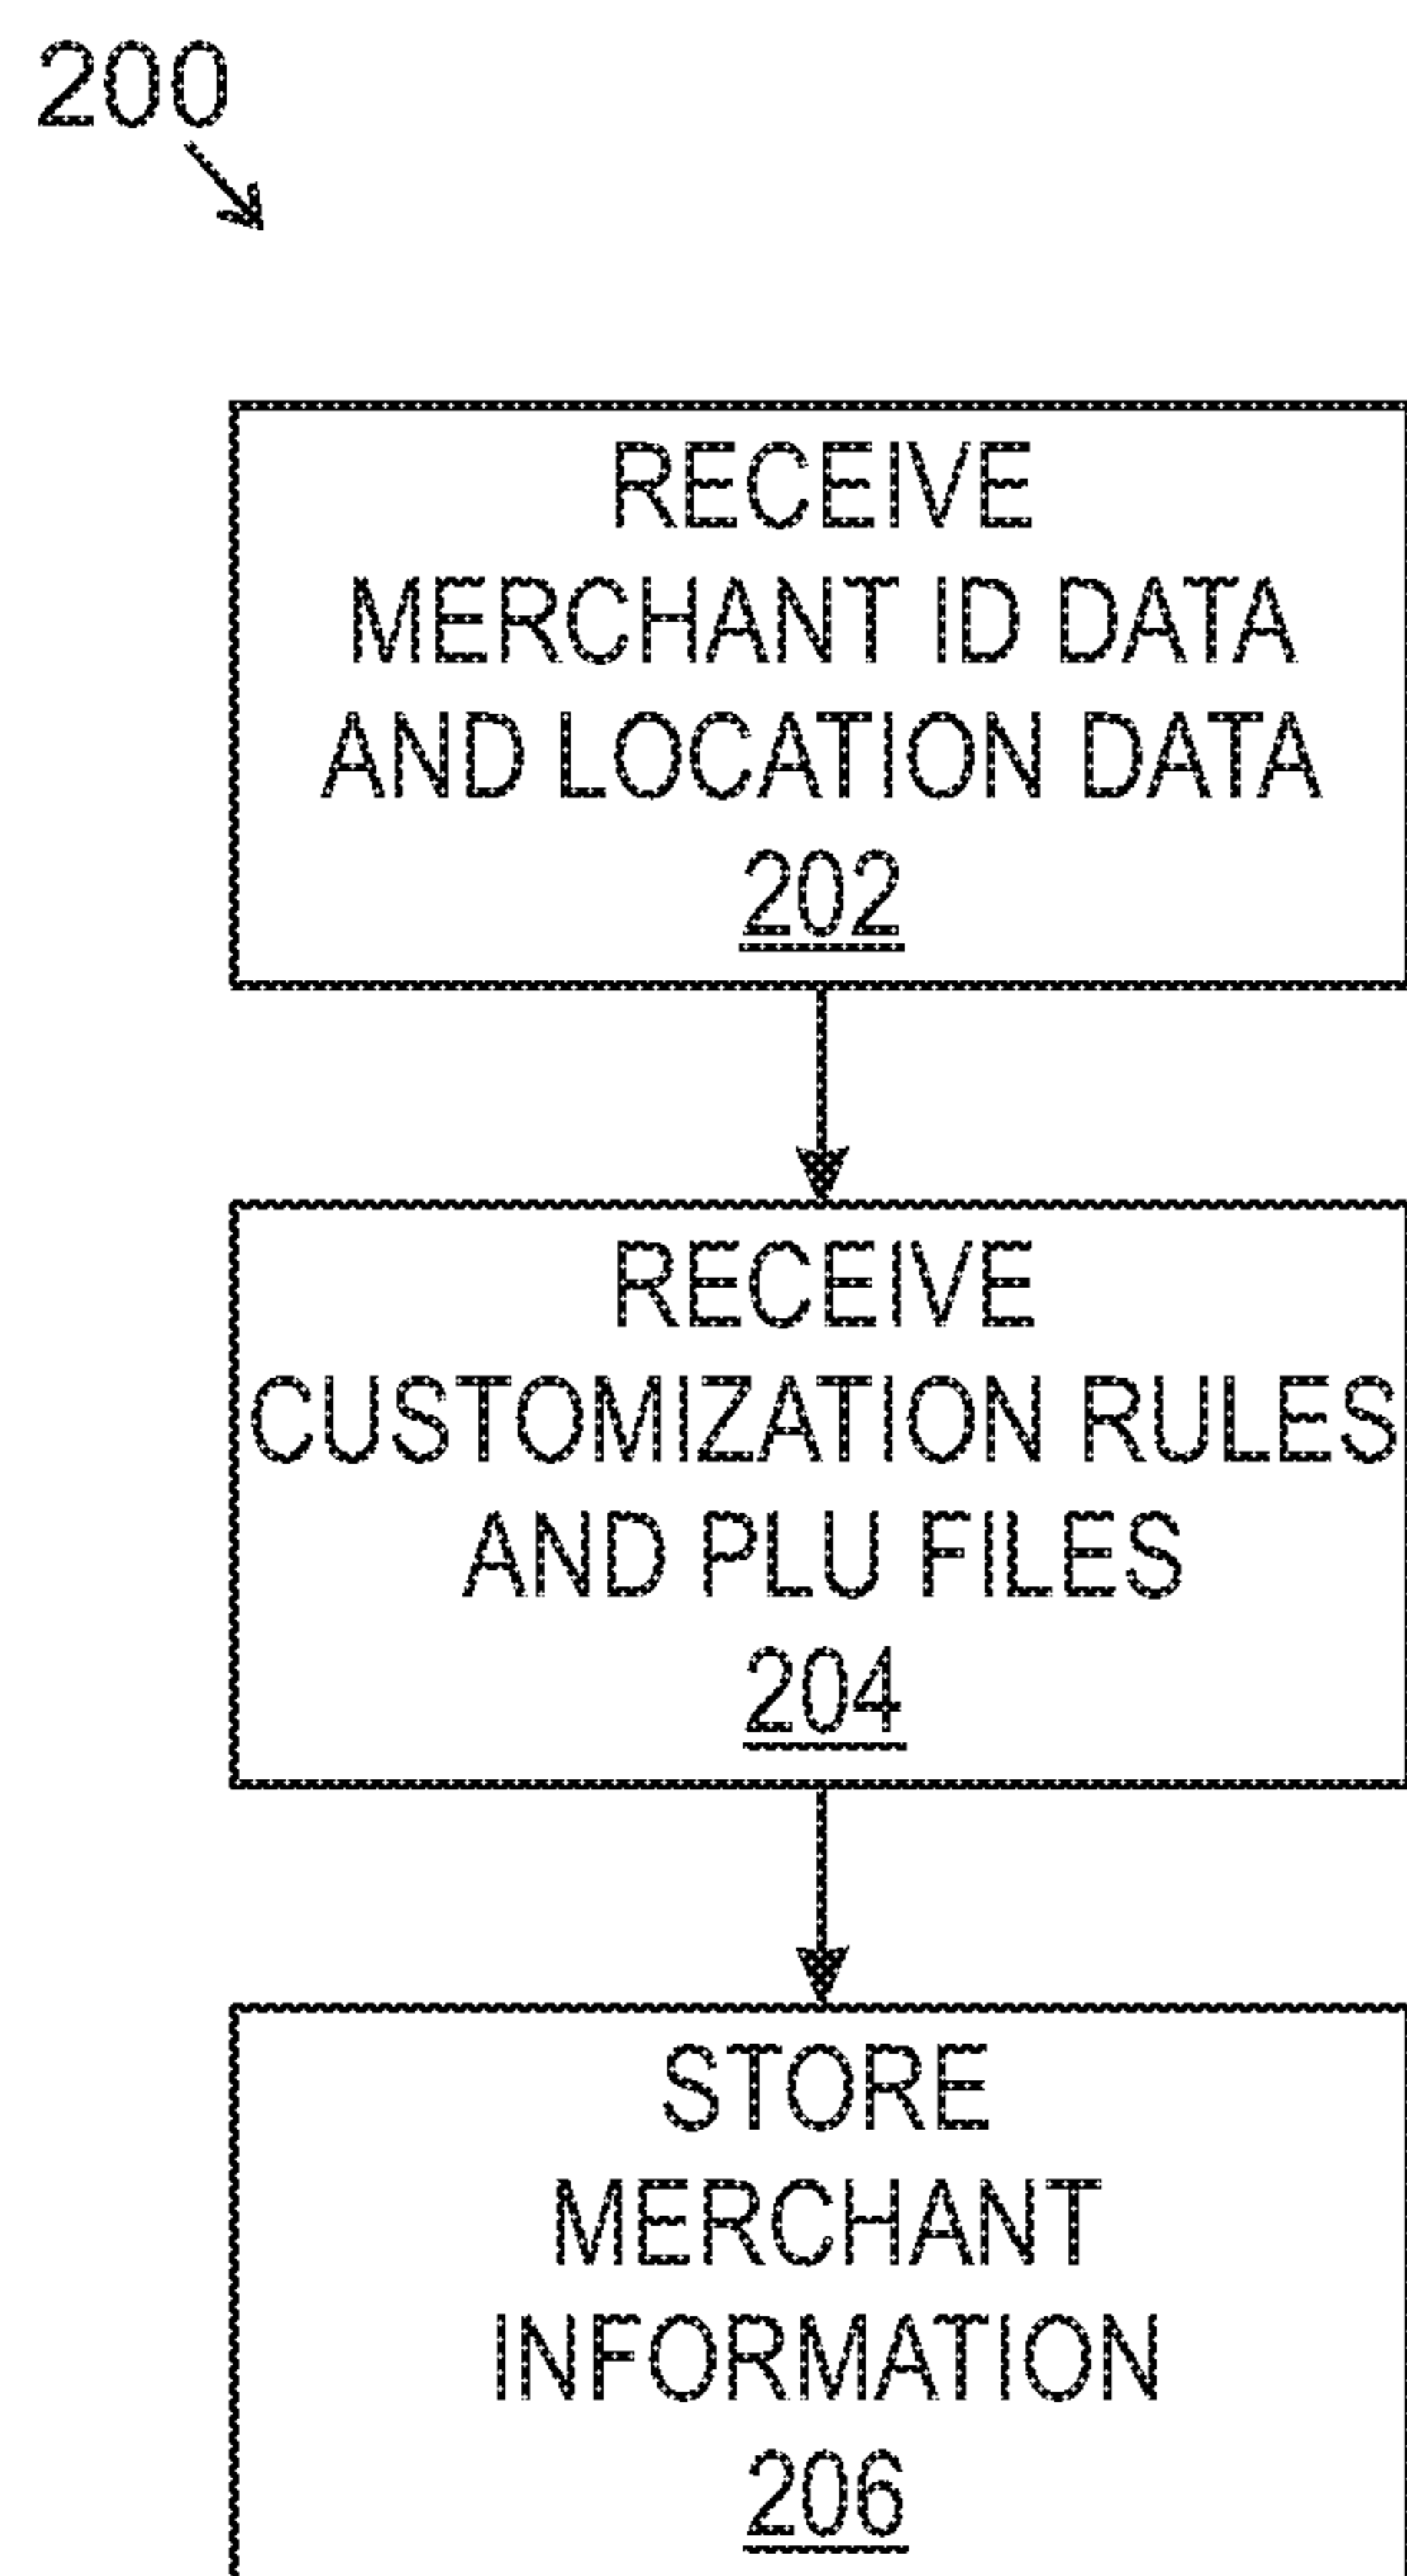 200
RECEIVE
MERCHANT ID DATA
AND LOCATION DATA
202
RECEIVE
CUSTOMIZATION RULES
AND PLU FILES
204
STORE
MERCHANT
INFORMATION
206